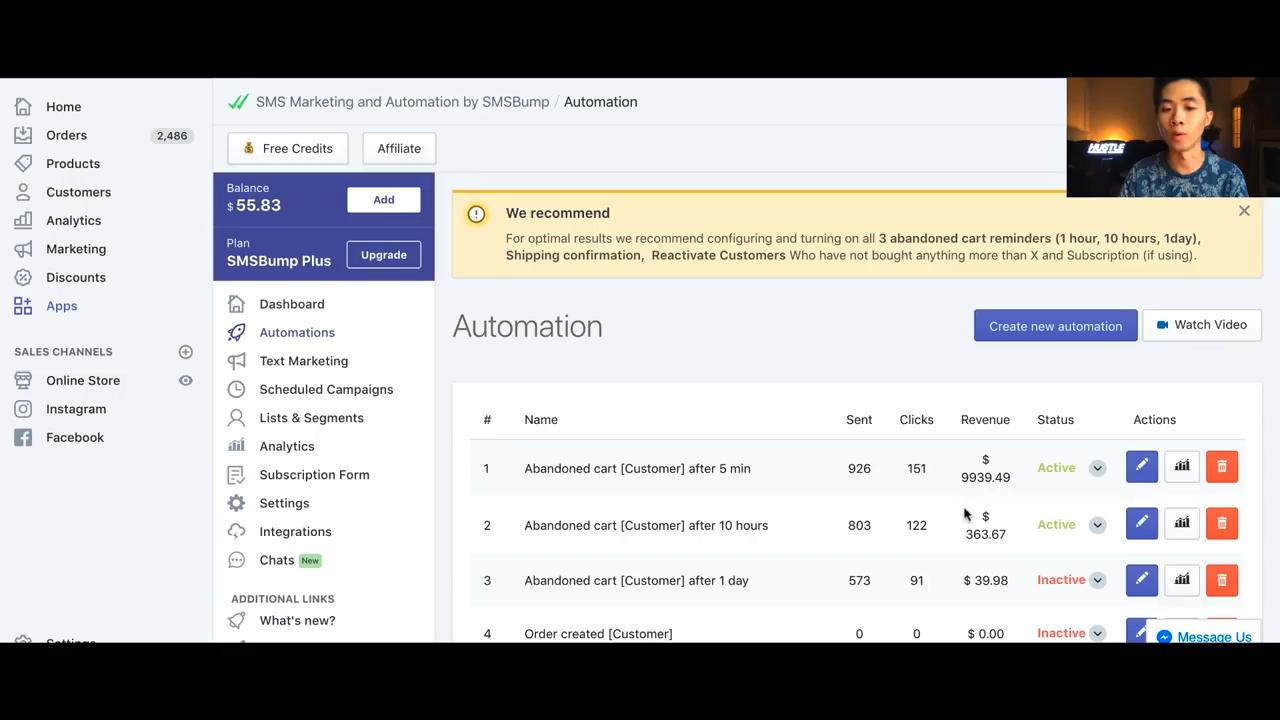 Home
Orders 2,486
Products
Customers
Analytics
Marketing
Discounts
Apps
SALES CHANNELS
Online Store
Instagram
Facebook
Settings
SMS Marketing and Automation by SMSBump / Automation
Free Credits Affiliate
Balance
$ 55.83 Add
Plan
SMSBump Plus Upgrade
Dashboard
Automations
Text Marketing
Scheduled Campaigns
Lists & Segments
Analytics
Subscription Form
Settings
Integrations
Chats New
ADDITIONAL LINKS
What's new?
HUSTLE
We recommend
For optimal results we recommend configuring and turning on all 3 abandoned cart reminders (1 hour, 10 hours, 1day),
Shipping confirmation, Reactivate Customers Who have not bought anything more than X and Subscription (if using).
Automation
Create new automation Watch Video
# Name Sent Clicks Revenue Status Actions
1 Abandoned cart [Customer] after 5 min 926 151 $ 9939.49 Active
2 Abandoned cart [Customer] after 10 hours 803 122 $ 363.67 Active
3 Abandoned cart [Customer] after 1 day 573 91 $ 39.98 Inactive
4 Order created [Customer] 0 0 $ 0.00 Inactive
Message Us